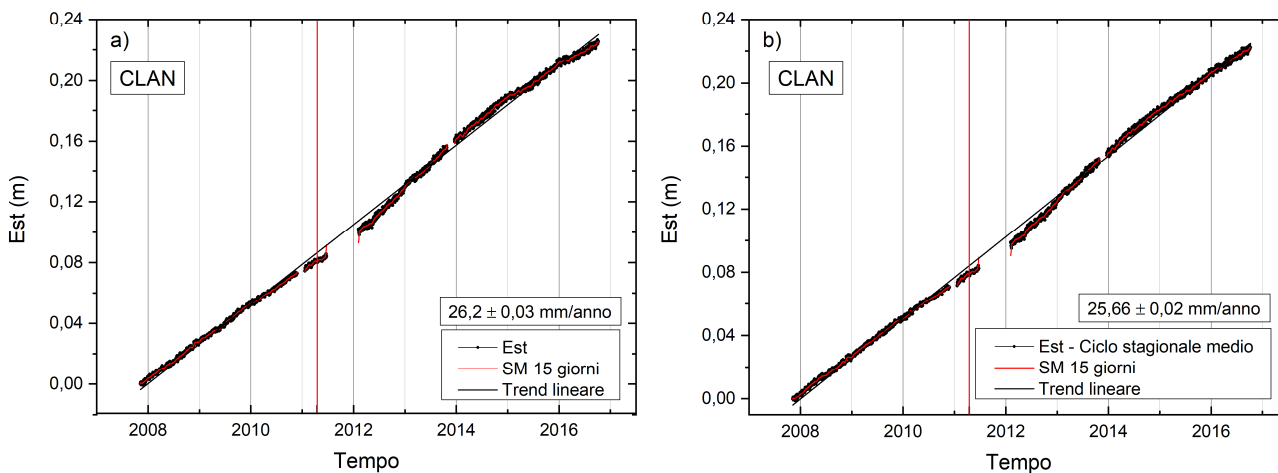 a)
CLAN
Est (m)
0,24
0,20
0,16
0,12
0,08
0,04
0,00
26,2 ± 0,03 mm/anno
Est
SM 15 giorni
Trend lineare
2008 2010 2012 2014 2016
Tempo
b)
CLAN
Est (m)
0,24
0,20
0,16
0,12
0,08
0,04
0,00
25,66 ± 0,02 mm/anno
Est - Ciclo stagionale medio
SM 15 giorni
Trend lineare
2008 2010 2012 2014 2016
Tempo